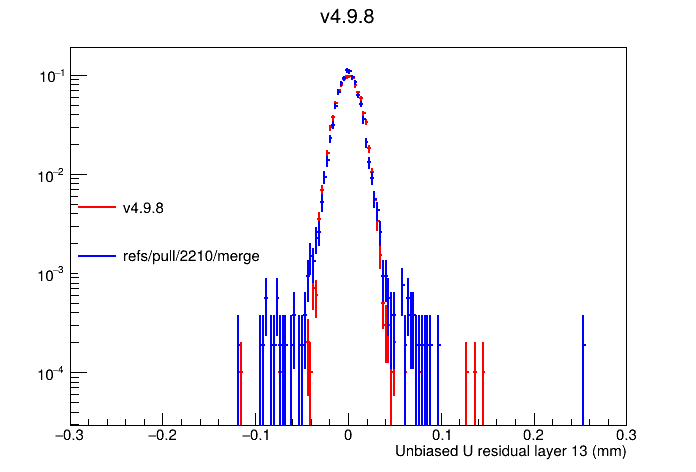 v4.9.8
10⁻¹
10⁻²
v4.9.8
refs/pull/2210/merge
10⁻³
10⁻⁴
−0.3 −0.2 −0.1 0 0.1 0.2 0.3
Unbiased U residual layer 13 (mm)